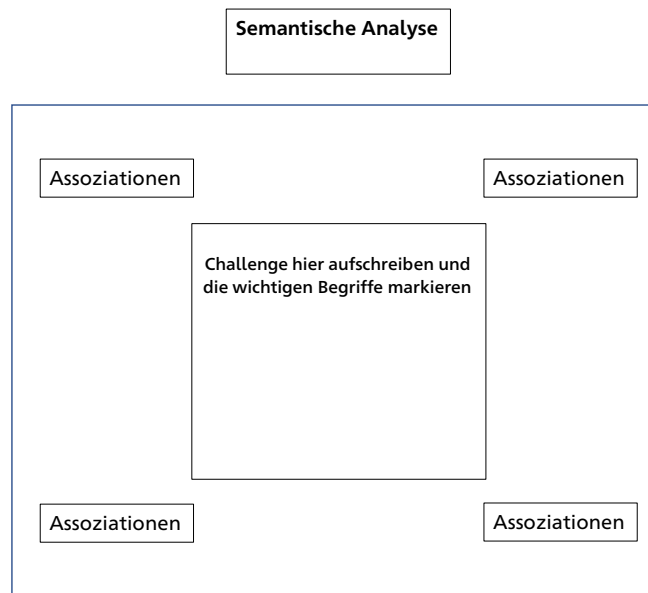 Semantische Analyse
Assoziationen
Assoziationen
Challenge hier aufschreiben und
die wichtigen Begriffe markieren
Assoziationen
Assoziationen